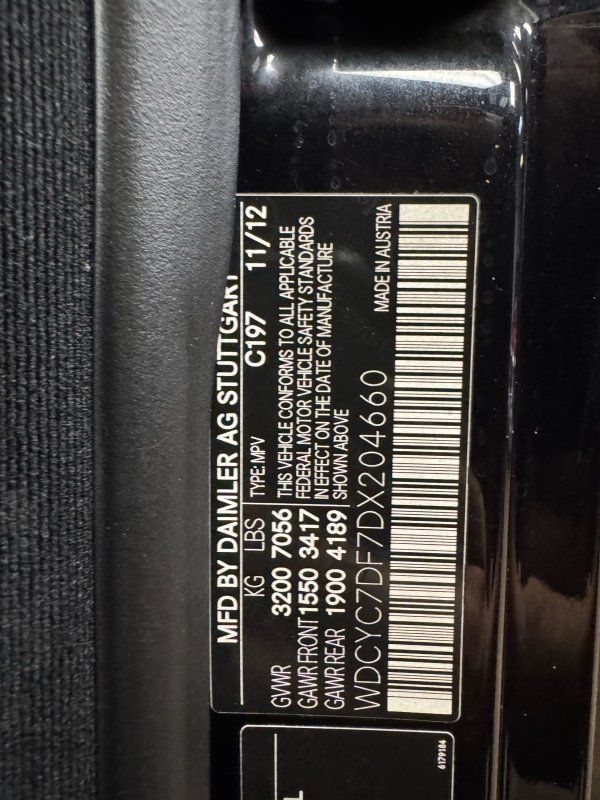 MFD BY DAIMLER AG STUTTGART
KG LBS TYPE: MPV C197 11/12
GVWR 3200 7056 THIS VEHICLE CONFORMS TO ALL APPLICABLE
GAWR FRONT 1550 3417 FEDERAL MOTOR VEHICLE SAFETY STANDARDS
GAWR REAR 1900 4189 IN EFFECT ON THE DATE OF MANUFACTURE
SHOWN ABOVE
WDCYC7DF7DX204660 MADE IN AUSTRIA
6179184